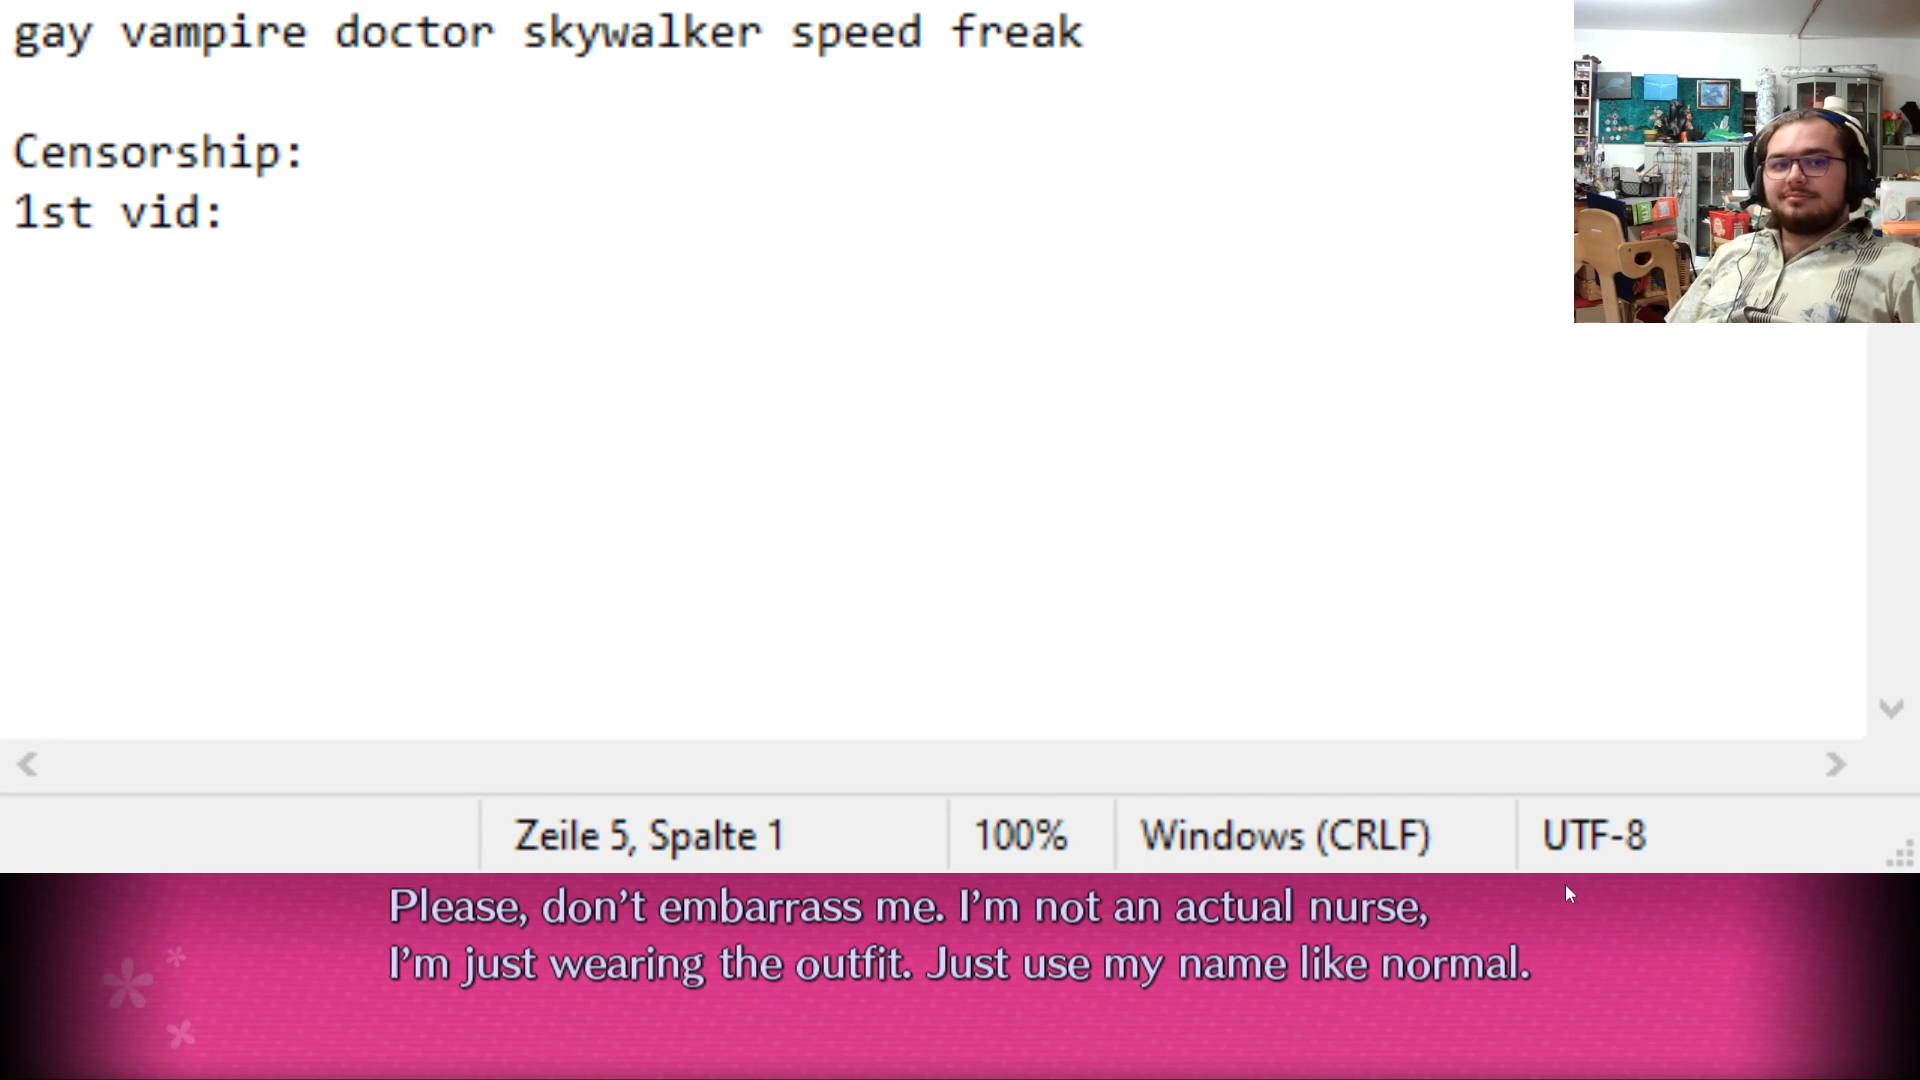 gay vampire doctor skywalker speed freak
Censorship:
1st vid:
Zeile 5, Spalte 1
100%
Windows (CRLF)
UTF-8
Please, don’t embarrass me. I’m not an actual nurse,
I’m just wearing the outfit. Just use my name like normal.